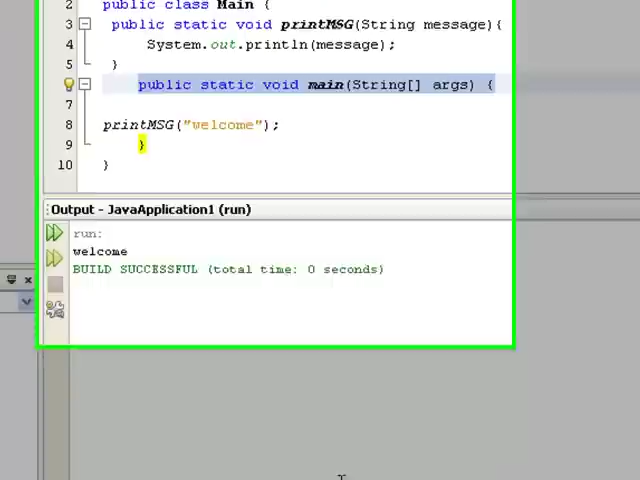 2 public class Main {
3 public static void printMSG(String message){
4 System.out.println(message);
5 }
public static void main(String[] args) {
7
8 printMSG("welcome");
9 }
10 }
Output - JavaApplication1 (run)
run:
welcome
BUILD SUCCESSFUL (total time: 0 seconds)